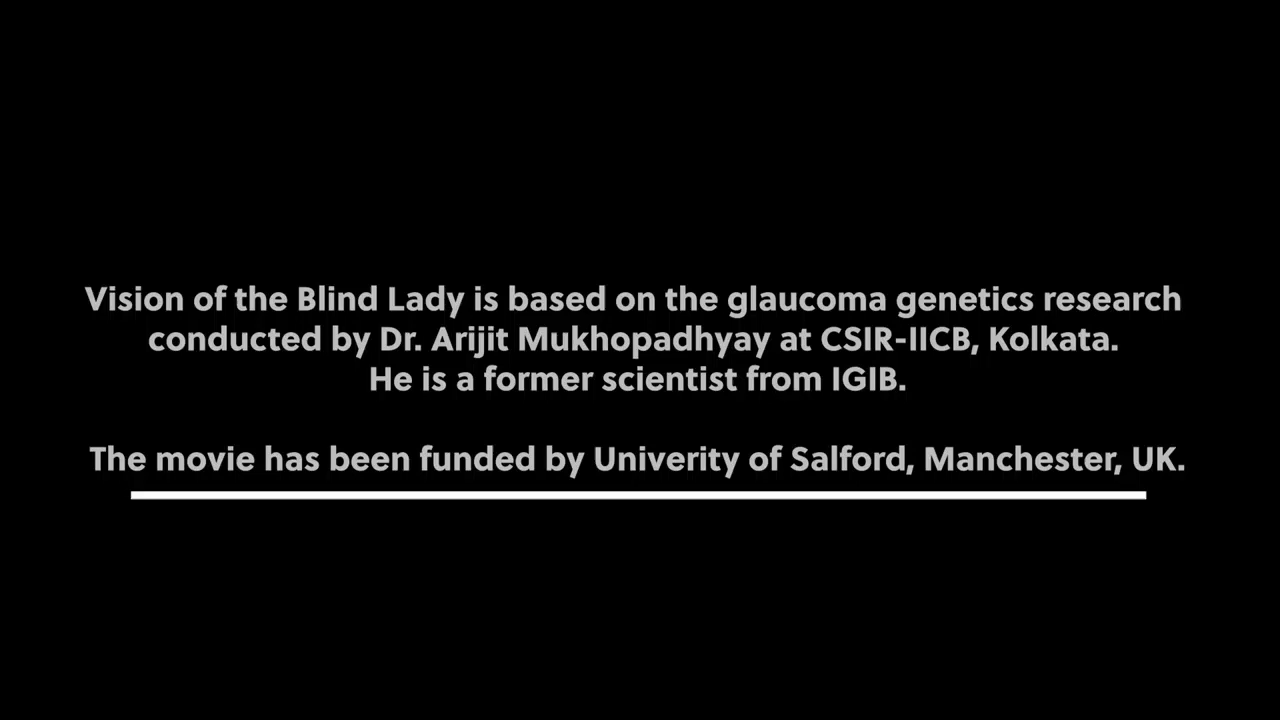 Vision of the Blind Lady is based on the glaucoma genetics research
conducted by Dr. Arijit Mukhopadhyay at CSIR-IICB, Kolkata.
He is a former scientist from IGIB.
The movie has been funded by Univerity of Salford, Manchester, UK.